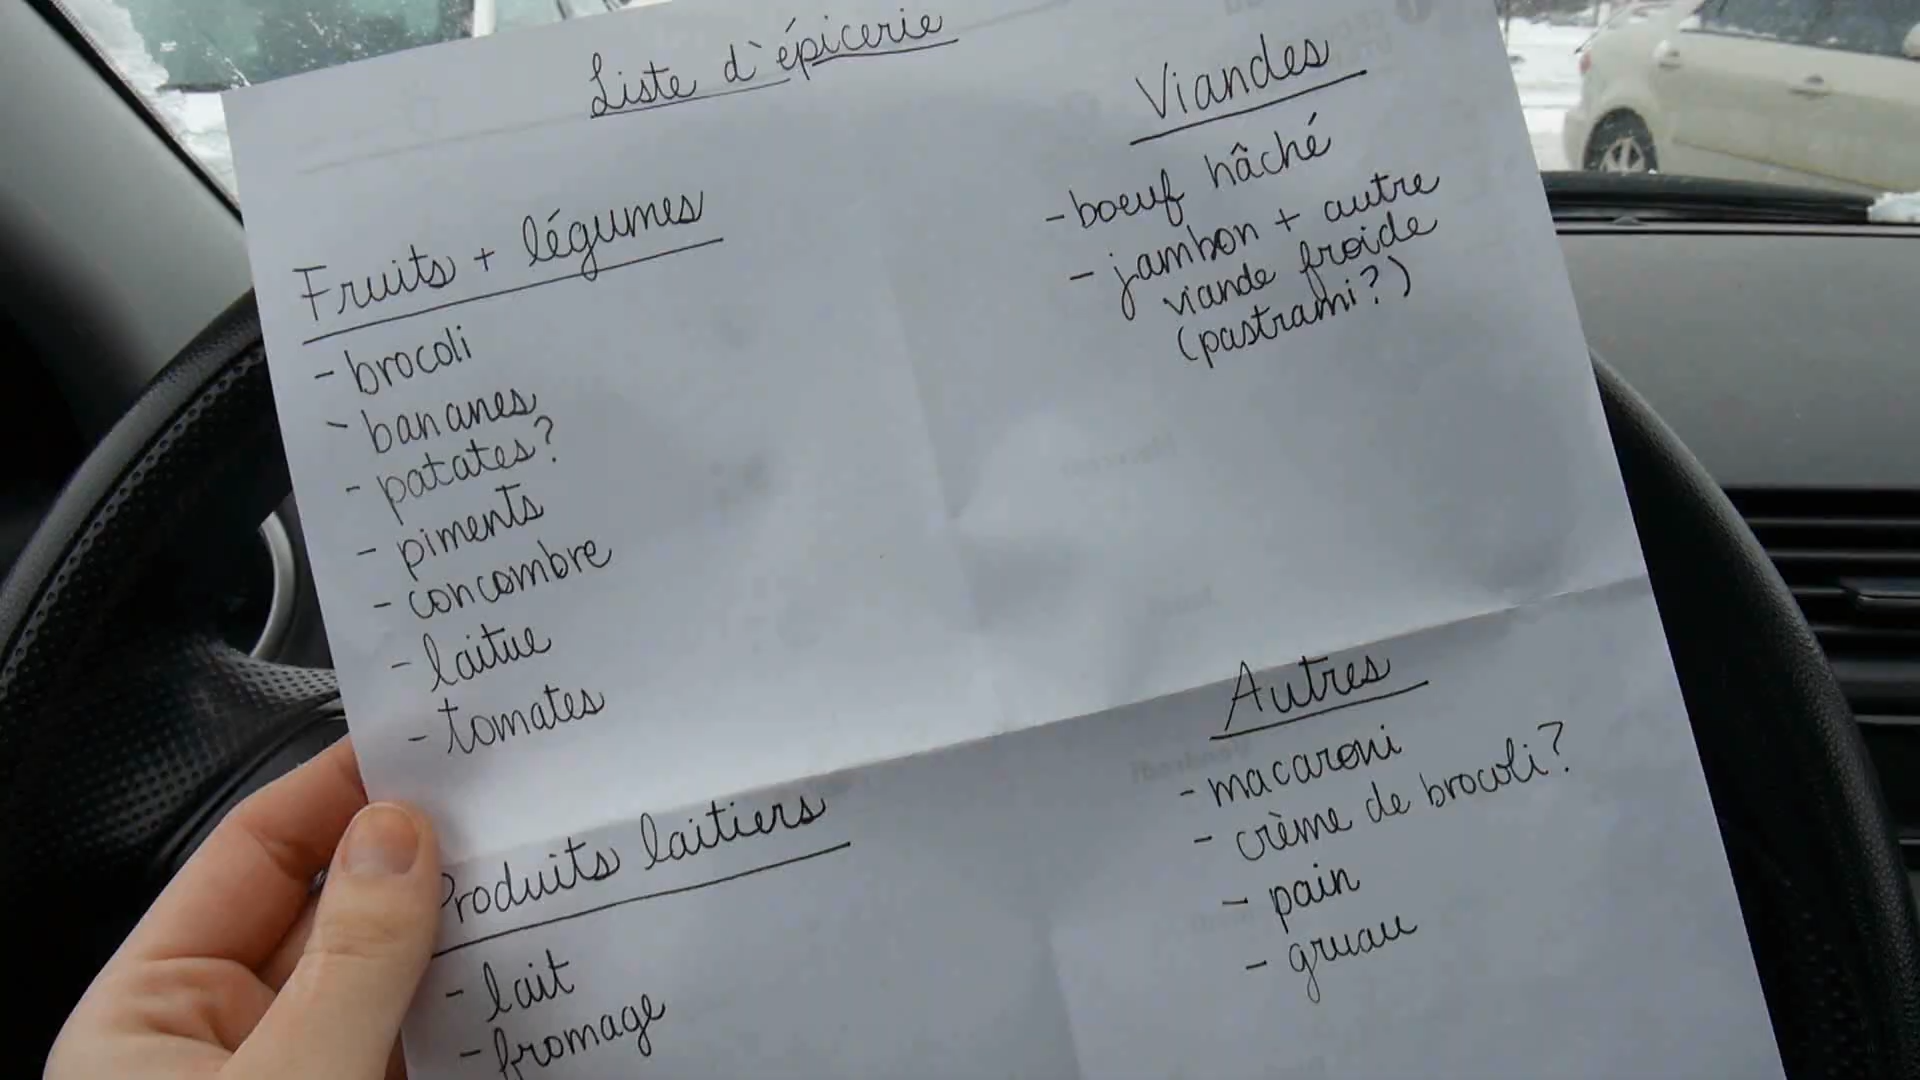 Liste d'épicerie
Fruits + légumes
- brocoli
- bananes
- patates?
- piments
- concombre
- laitue
- tomates
Produits laitiers
- lait
- fromage
Viandes
- boeuf hâché
- jambon + autre
viande froide
(pastrami?)
Autres
- macaroni
- crème de brocoli?
- pain
- gruau